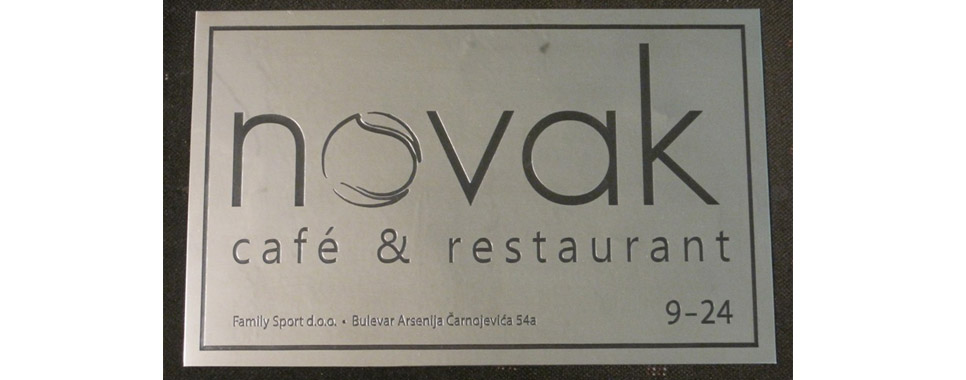 novak
café & restaurant
Family Sport d.o.o. • Bulevar Arsenija Čarnojevića 54a
9-24